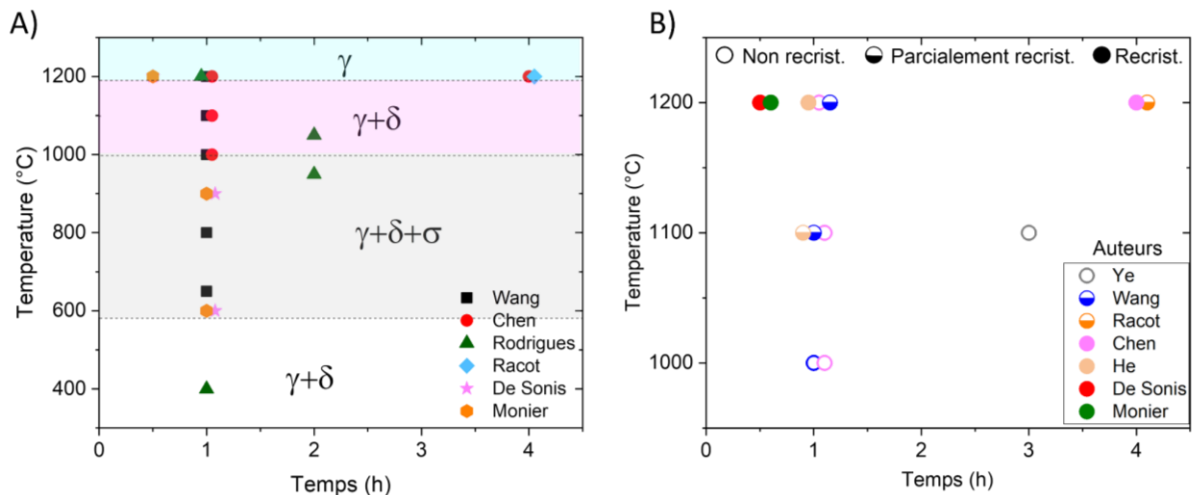 A)
Temperature (°C)
1200
1000
800
600
400
γ
γ+δ
γ+δ+σ
γ+δ
Wang
Chen
Rodrigues
Racot
De Sonis
Monier
0
1
2
3
4
Temps (h)
B)
Non recrist.
Parcialement recrist.
Recrist.
Temperature (°C)
1200
1100
1000
Auteurs
Ye
Wang
Racot
Chen
He
De Sonis
Monier
0
1
2
3
4
Temps (h)